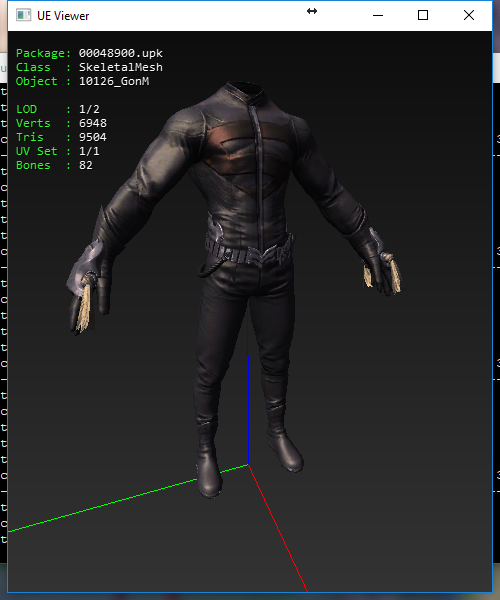 UE Viewer
Package: 00048900.upk
Class : SkeletalMesh
Object : 10126_GonM
LOD : 1/2
Verts : 6948
Tris : 9504
UV Set : 1/1
Bones : 82